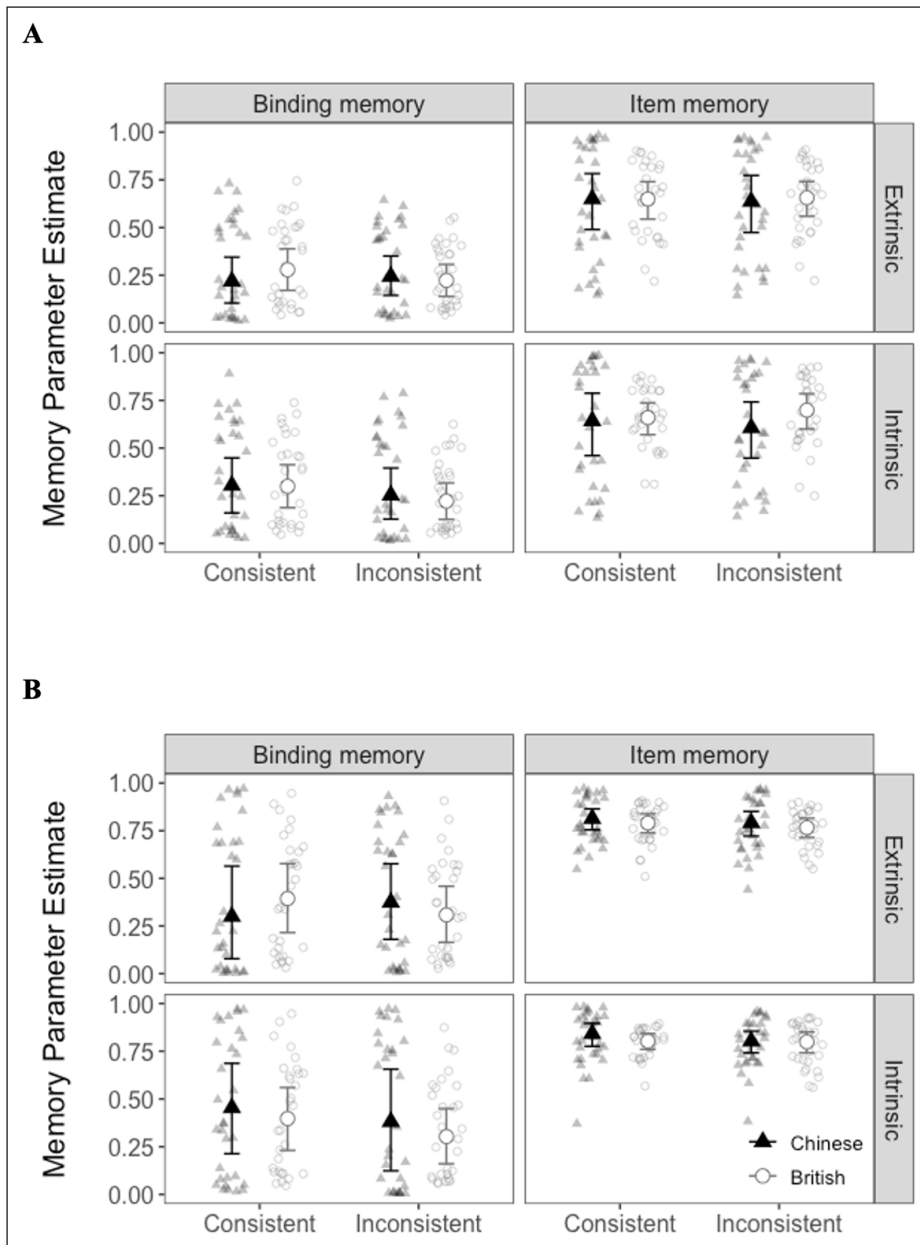 A
Binding memory
Item memory
Memory Parameter Estimate
1.00
0.75
0.50
0.25
0.00
Extrinsic
1.00
0.75
0.50
0.25
0.00
Intrinsic
Consistent Inconsistent
Consistent Inconsistent
B
Binding memory
Item memory
Memory Parameter Estimate
1.00
0.75
0.50
0.25
0.00
Extrinsic
1.00
0.75
0.50
0.25
0.00
Intrinsic
Chinese
British
Consistent Inconsistent
Consistent Inconsistent